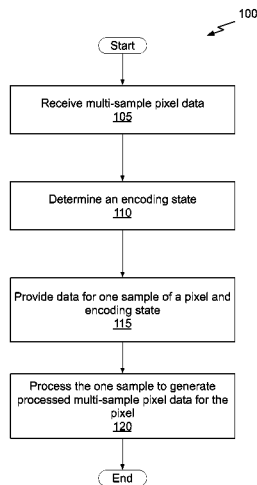 100
Start
Receive multi-sample pixel data
105
Determine an encoding state
110
Provide data for one sample of a pixel and
encoding state
115
Process the one sample to generate
processed multi-sample pixel data for the
pixel
120
End